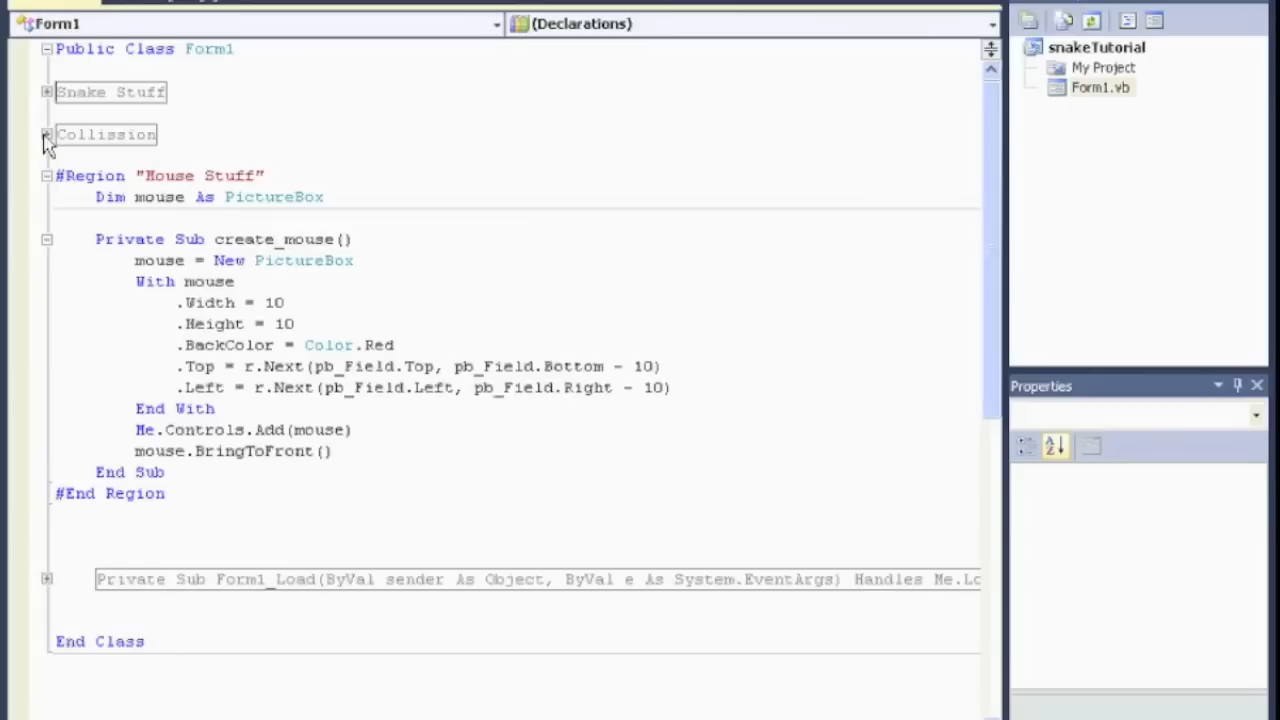 Form1
(Declarations)
Public Class Form1
Snake Stuff
Collission
#Region "Mouse Stuff"
Dim mouse As PictureBox
Private Sub create_mouse()
mouse = New PictureBox
With mouse
.Width = 10
.Height = 10
.BackColor = Color.Red
.Top = r.Next(pb_Field.Top, pb_Field.Bottom - 10)
.Left = r.Next(pb_Field.Left, pb_Field.Right - 10)
End With
Me.Controls.Add(mouse)
mouse.BringToFront()
End Sub
#End Region
Private Sub Form1_Load(ByVal sender As Object, ByVal e As System.EventArgs) Handles Me.Lo
End Class
snakeTutorial
My Project
Form1.vb
Properties